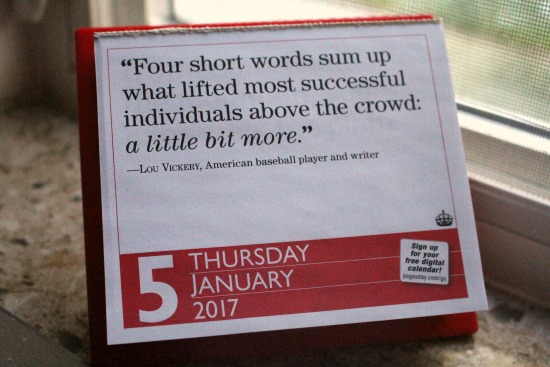 “Four short words sum up
what lifted most successful
individuals above the crowd:
a little bit more.”
—LOU VICKERY, American baseball player and writer
5 THURSDAY
JANUARY
2017
Sign up
for your
free digital
calendar!
pageaday.com/go